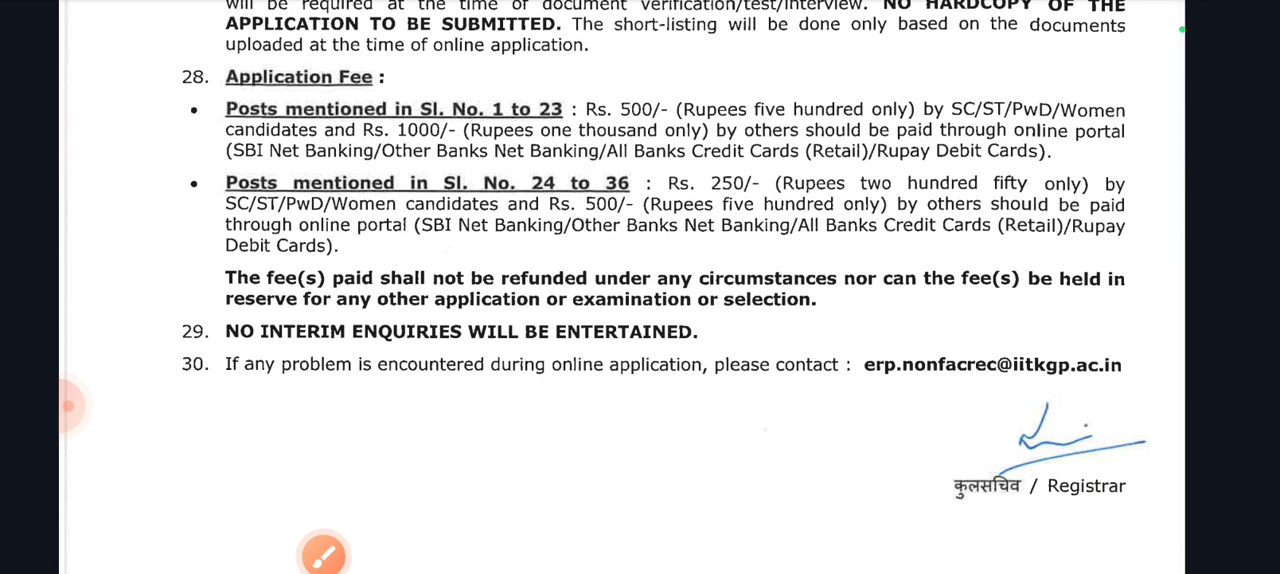 will be required at the time of document verification/test/interview. NO HARDCOPY OF THE
APPLICATION TO BE SUBMITTED. The short-listing will be done only based on the documents
uploaded at the time of online application.
28. Application Fee :
• Posts mentioned in Sl. No. 1 to 23 : Rs. 500/- (Rupees five hundred only) by SC/ST/PwD/Women
candidates and Rs. 1000/- (Rupees one thousand only) by others should be paid through online portal
(SBI Net Banking/Other Banks Net Banking/All Banks Credit Cards (Retail)/Rupay Debit Cards).
• Posts mentioned in Sl. No. 24 to 36 : Rs. 250/- (Rupees two hundred fifty only) by
SC/ST/PwD/Women candidates and Rs. 500/- (Rupees five hundred only) by others should be paid
through online portal (SBI Net Banking/Other Banks Net Banking/All Banks Credit Cards (Retail)/Rupay
Debit Cards).
The fee(s) paid shall not be refunded under any circumstances nor can the fee(s) be held in
reserve for any other application or examination or selection.
29. NO INTERIM ENQUIRIES WILL BE ENTERTAINED.
30. If any problem is encountered during online application, please contact : erp.nonfacrec@iitkgp.ac.in
कुलसचिव / Registrar